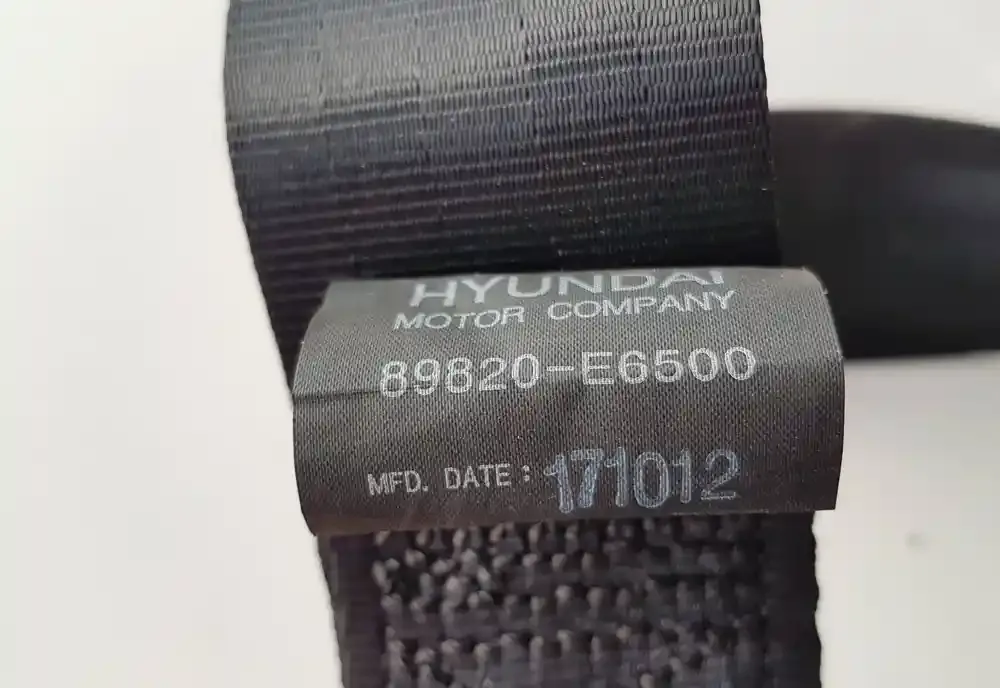 HYUNDAI
MOTOR COMPANY
89820-E6500
MFD. DATE : 171012